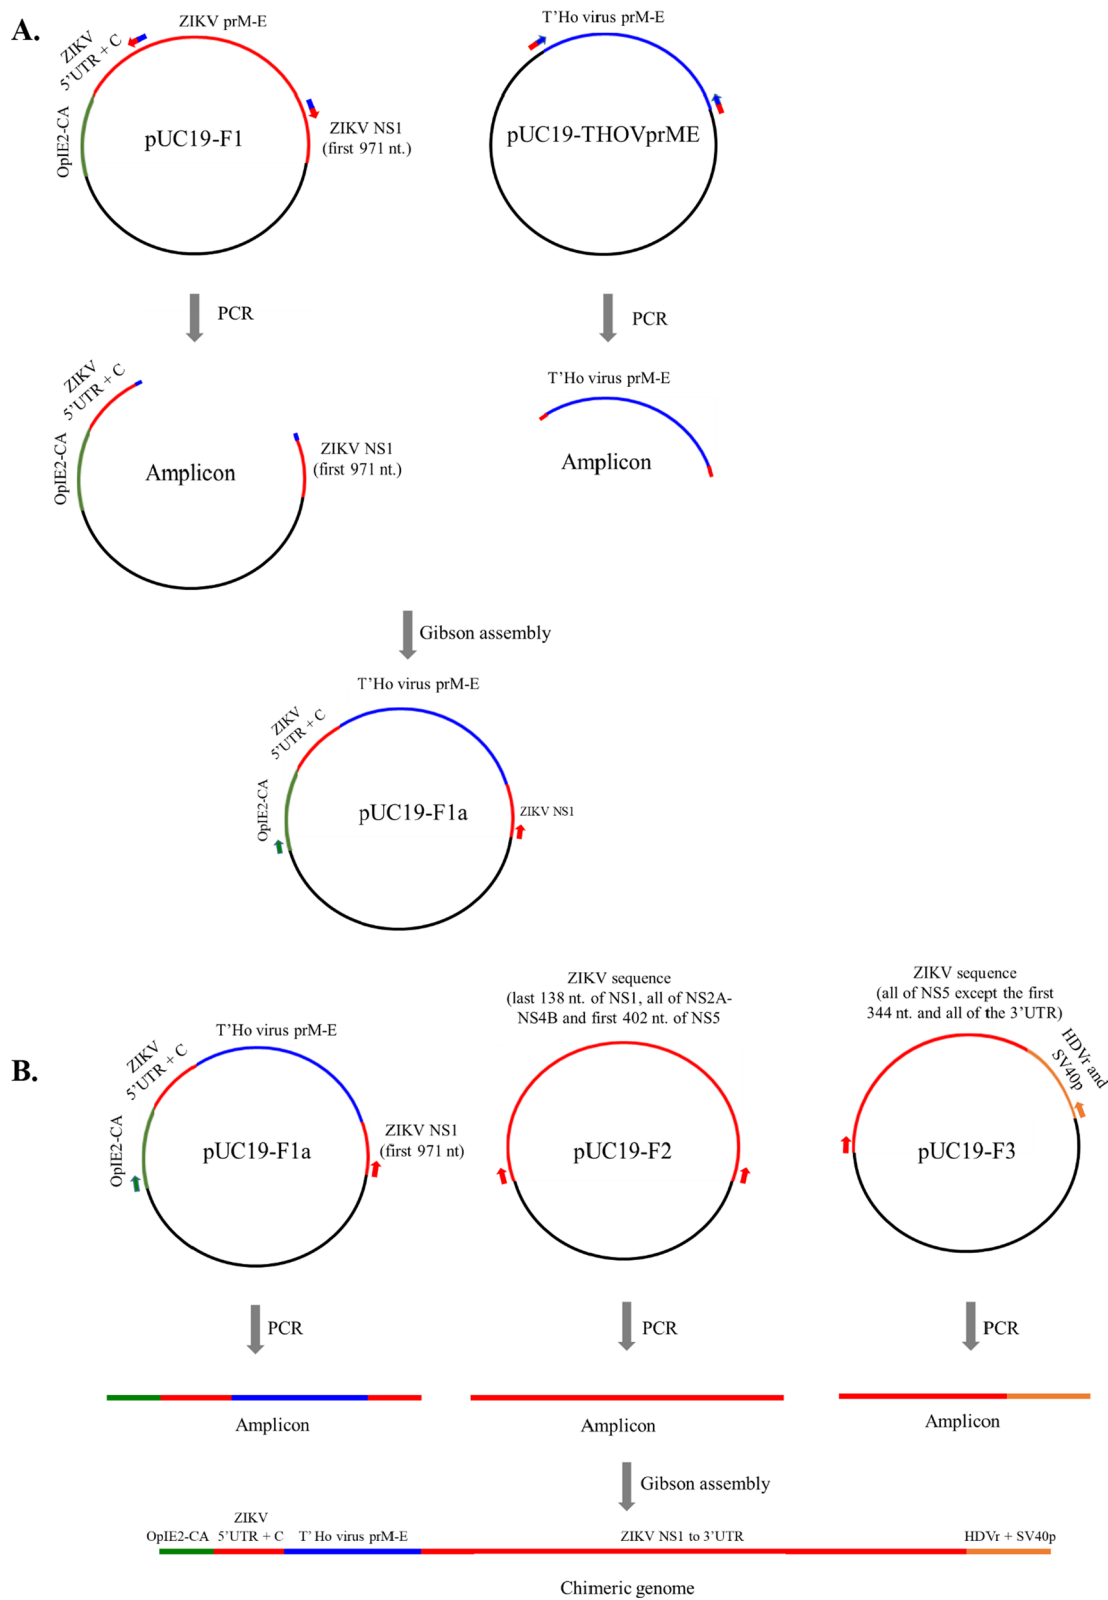 A.
ZIKV prM-E
ZIKV
5'UTR + C
OpIE2-CA
pUC19-F1
ZIKV NS1
(first 971 nt.)
T'Ho virus prM-E
pUC19-THOVprME
PCR
PCR
ZIKV
5'UTR + C
OpIE2-CA
Amplicon
ZIKV NS1
(first 971 nt.)
T'Ho virus prM-E
Amplicon
Gibson assembly
T'Ho virus prM-E
ZIKV
5'UTR + C
OpIE2-CA
pUC19-F1a
ZIKV NS1
B.
T'Ho virus prM-E
ZIKV
5'UTR + C
OpIE2-CA
pUC19-F1a
ZIKV NS1
(first 971 nt)
ZIKV sequence
(last 138 nt. of NS1, all of NS2A-
NS4B and first 402 nt. of NS5
pUC19-F2
ZIKV sequence
(all of NS5 except the first
344 nt. and all of the 3'UTR)
HDVr and
SV40p
pUC19-F3
PCR
PCR
PCR
Amplicon
Amplicon
Amplicon
Gibson assembly
OpIE2-CA
ZIKV
5'UTR + C
T' Ho virus prM-E
ZIKV NS1 to 3'UTR
HDVr + SV40p
Chimeric genome